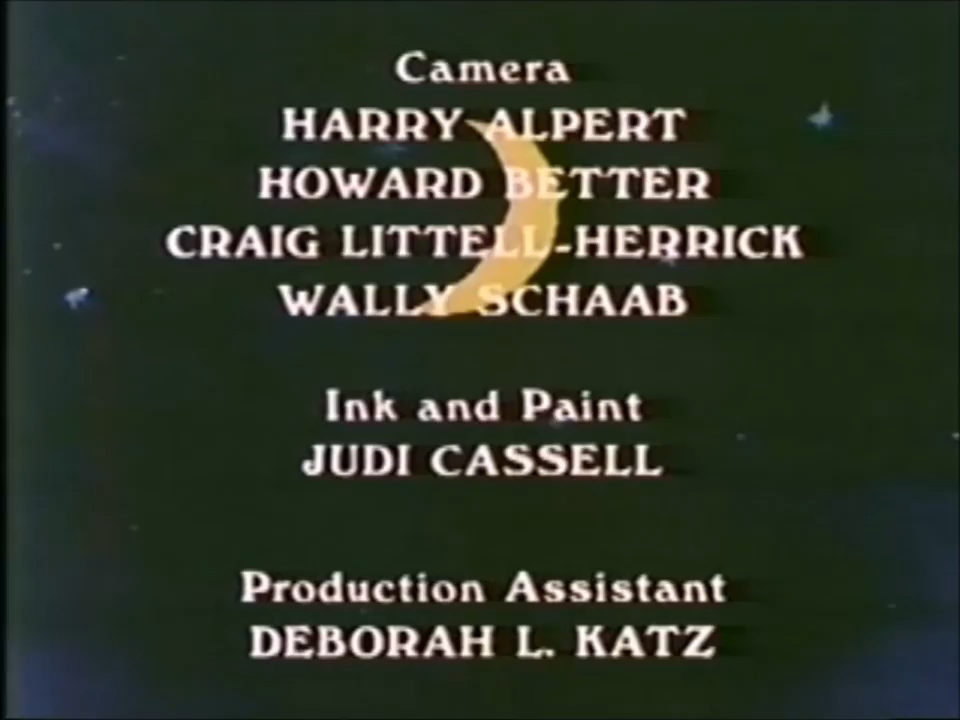 Camera
HARRY ALPERT
HOWARD BETTER
CRAIG LITTELL-HERRICK
WALLY SCHAAB
Ink and Paint
JUDI CASSELL
Production Assistant
DEBORAH L. KATZ